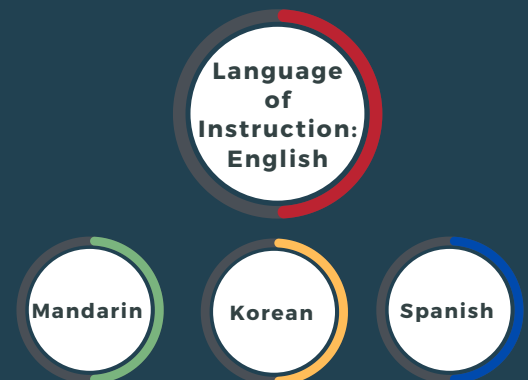 Language
of
Instruction:
English
Mandarin
Korean
Spanish